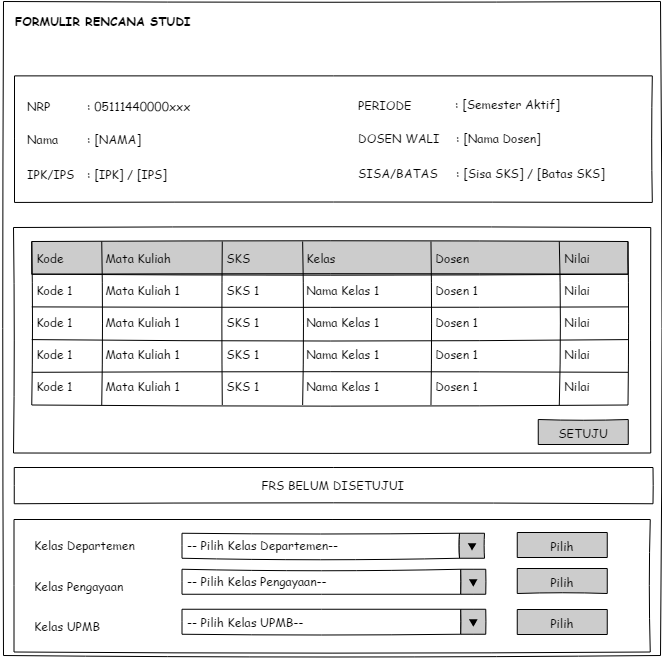 FORMULIR RENCANA STUDI
NRP : 05111440000xxx PERIODE : [Semester Aktif]
Nama : [NAMA] DOSEN WALI : [Nama Dosen]
IPK/IPS : [IPK] / [IPS] SISA/BATAS : [Sisa SKS] / [Batas SKS]
Kode Mata Kuliah SKS Kelas Dosen Nilai
Kode 1 Mata Kuliah 1 SKS 1 Nama Kelas 1 Dosen 1 Nilai
Kode 1 Mata Kuliah 1 SKS 1 Nama Kelas 1 Dosen 1 Nilai
Kode 1 Mata Kuliah 1 SKS 1 Nama Kelas 1 Dosen 1 Nilai
Kode 1 Mata Kuliah 1 SKS 1 Nama Kelas 1 Dosen 1 Nilai
SETUJU
FRS BELUM DISETUJUI
Kelas Departemen -- Pilih Kelas Departemen-- Pilih
Kelas Pengayaan -- Pilih Kelas Pengayaan-- Pilih
Kelas UPMB -- Pilih Kelas UPMB-- Pilih